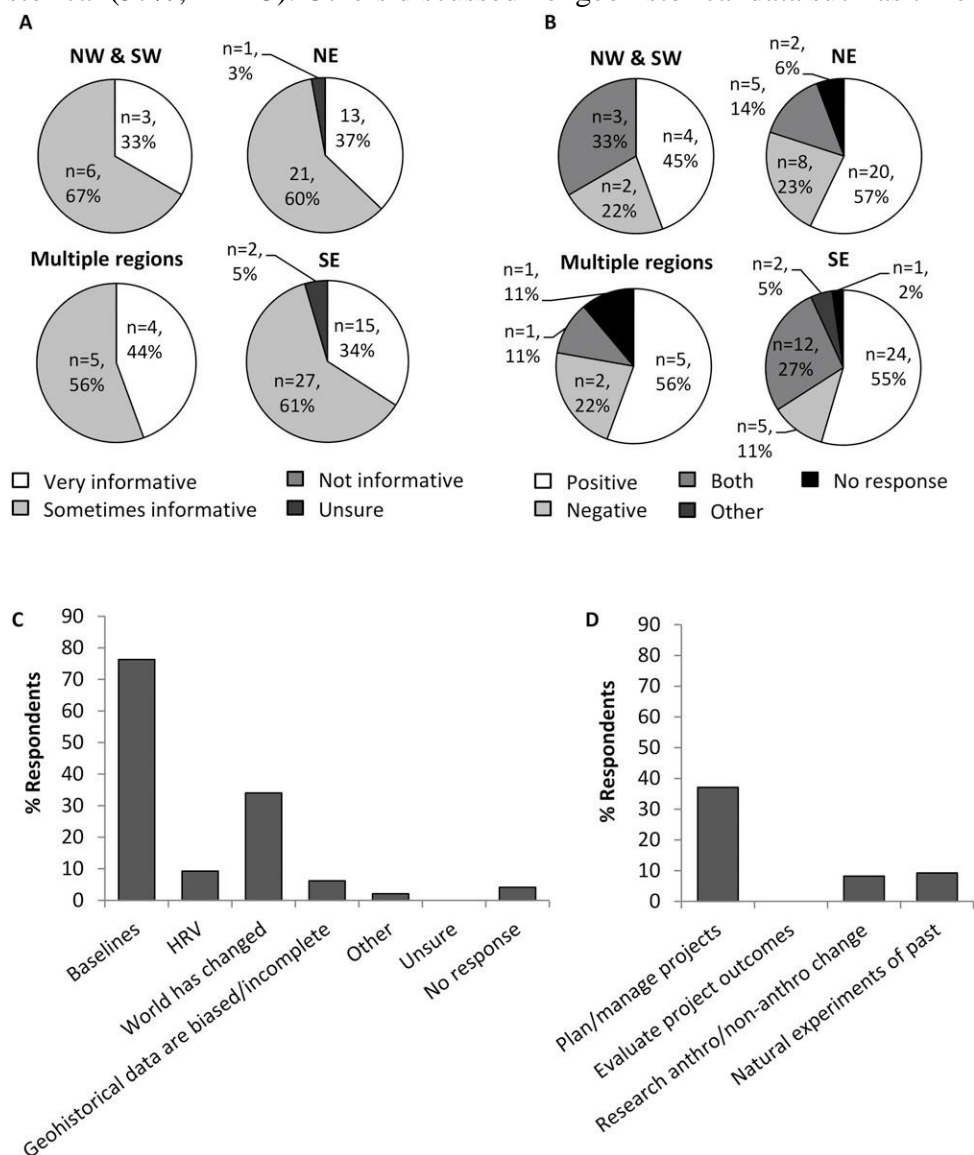 A
NW & SW
n=3,
33%
n=6,
67%
NE
n=1,
3%
13,
37%
21,
60%
Multiple regions
n=4,
44%
n=5,
56%
SE
n=2,
5%
n=15,
34%
n=27,
61%
Very informative
Not informative
Sometimes informative
Unsure
B
NW & SW
n=3,
33%
n=4,
45%
n=2,
22%
NE
n=2,
6%
n=5,
14%
n=8,
23%
n=20,
57%
Multiple regions
n=1,
11%
n=1,
11%
n=2,
22%
n=5,
56%
SE
n=2,
5%
n=1,
2%
n=12,
27%
n=24,
55%
n=5,
11%
Positive
Both
No response
Negative
Other
C
% Respondents
90
80
70
60
50
40
30
20
10
0
Baselines
HRV
World has changed
Geohistorical data are biased/incomplete
Other
Unsure
No response
D
% Respondents
90
80
70
60
50
40
30
20
10
0
Plan/manage projects
Evaluate project outcomes
Research anthro/non-anthro change
Natural experiments of past